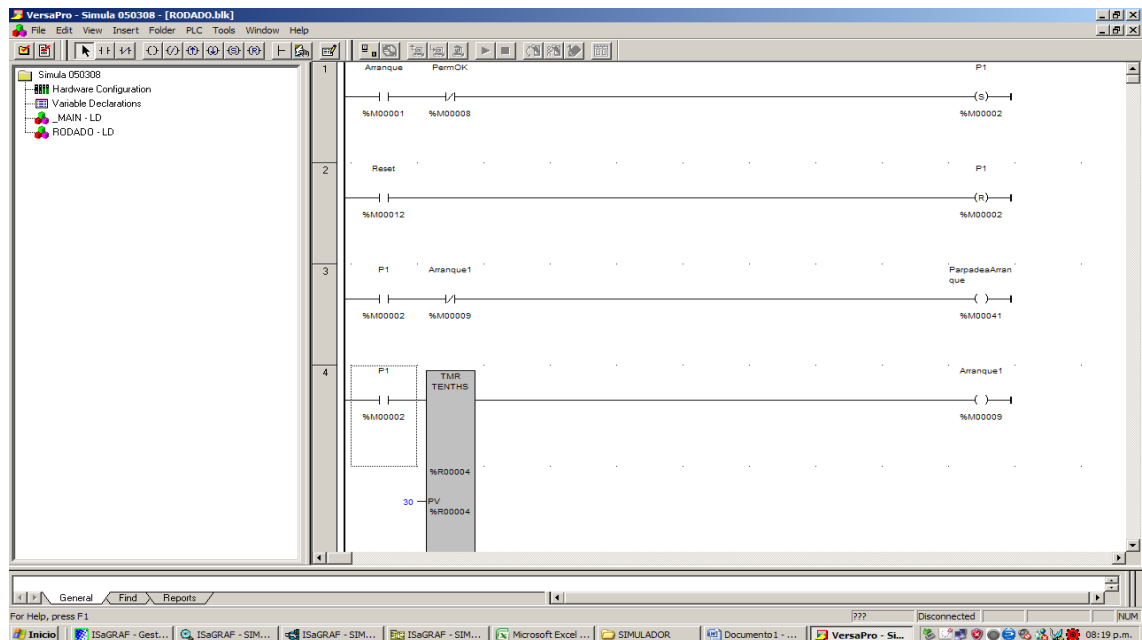 VersaPro - Simula 050308 - [RODADO.blk]
File Edit View Insert Folder PLC Tools Window Help
Simula 050308
Hardware Configuration
Variable Declarations
_MAIN - LD
RODADO - LD
1 Arranque PermOK P1
(S)
%M00001 %M00008 %M00002
2 Reset P1
(R)
%M00012 %M00002
3 P1 Arranque1 ParpadeaArran
que
%M00002 %M00009 %M00041
4 P1 TMR Arranque1
TENTHS
%M00002 %M00009
%R00004
30 PV
%R00004
General Find Reports
For Help, press F1 ??? Disconnected NUM
Inicio ISaGRAF - Gest... ISaGRAF - SIM... ISaGRAF - SIM... ISaGRAF - SIM... Microsoft Excel ... SIMULADOR Documento1 - ... VersaPro - Si... 08:19 p.m.